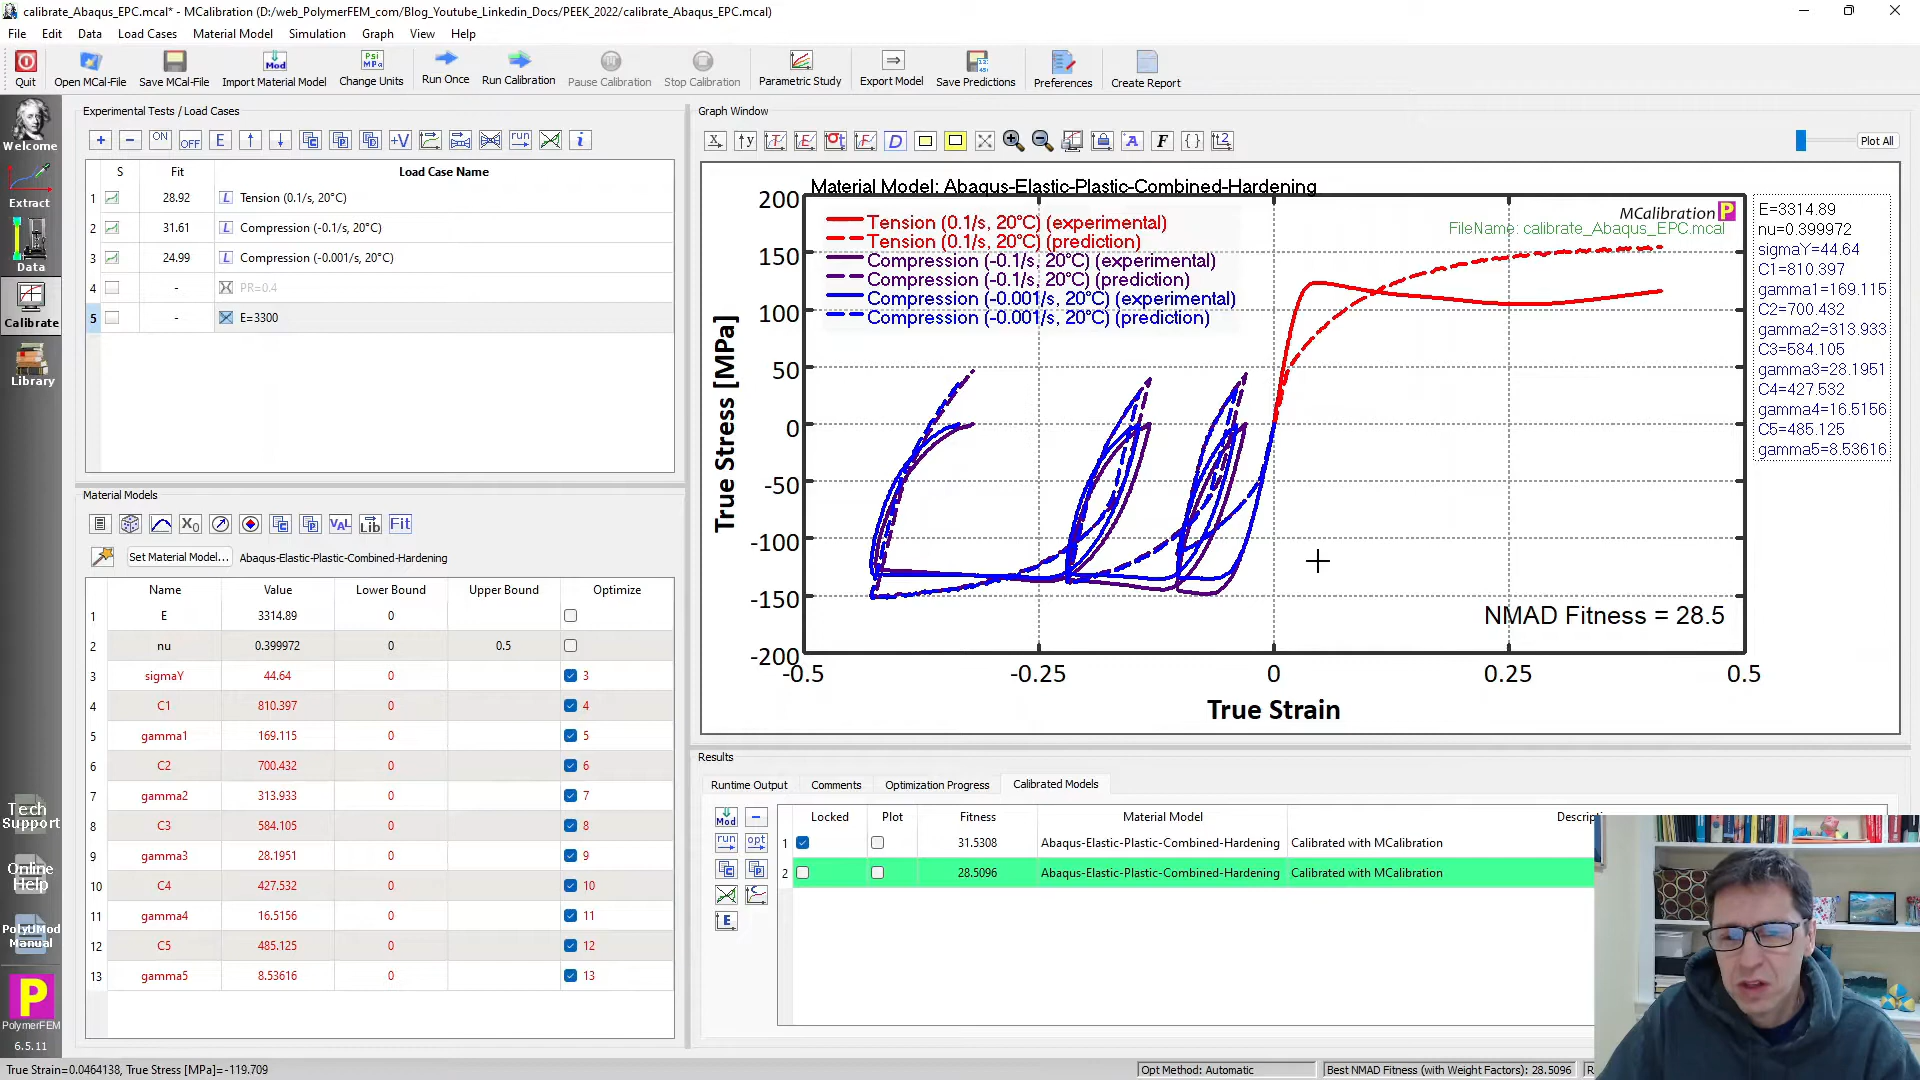 calibrate_Abaqus_EPC.mcal* - MCalibration (D:/web_PolymerFEM_com/Blog_Youtube_Linkedin_Docs/PEEK_2022/calibrate_Abaqus_EPC.mcal)
File Edit Data Load Cases Material Model Simulation Graph View Help
Quit Open MCal-File Save MCal-File Import Material Model Change Units Run Once Run Calibration Pause Calibration Stop Calibration Parametric Study Export Model Save Predictions Preferences Create Report
Welcome
Extract
Data
Calibrate
Library
Tech Support
Online Help
PolyUMod Manual
PolymerFEM
6.5.11
Experimental Tests / Load Cases
S Fit Load Case Name
1 28.92 L Tension (0.1/s, 20°C)
2 31.61 L Compression (-0.1/s, 20°C)
3 24.99 L Compression (-0.001/s, 20°C)
4 - PR=0.4
5 - E=3300
Material Models
Set Material Model... Abaqus-Elastic-Plastic-Combined-Hardening
Name Value Lower Bound Upper Bound Optimize
1 E 3314.89 0
2 nu 0.399972 0 0.5
3 sigmaY 44.64 0 3
4 C1 810.397 0 4
5 gamma1 169.115 0 5
6 C2 700.432 0 6
7 gamma2 313.933 0 7
8 C3 584.105 0 8
9 gamma3 28.1951 0 9
10 C4 427.532 0 10
11 gamma4 16.5156 0 11
12 C5 485.125 0 12
13 gamma5 8.53616 0 13
Graph Window
Plot All
Material Model: Abaqus-Elastic-Plastic-Combined-Hardening
Tension (0.1/s, 20°C) (experimental)
Tension (0.1/s, 20°C) (prediction)
Compression (-0.1/s, 20°C) (experimental)
Compression (-0.1/s, 20°C) (prediction)
Compression (-0.001/s, 20°C) (experimental)
Compression (-0.001/s, 20°C) (prediction)
MCalibration P
FileName: calibrate_Abaqus_EPC.mcal
200
150
100
50
0
-50
-100
-150
-200
True Stress [MPa]
-0.5 -0.25 0 0.25 0.5
True Strain
NMAD Fitness = 28.5
E=3314.89
nu=0.399972
sigmaY=44.64
C1=810.397
gamma1=169.115
C2=700.432
gamma2=313.933
C3=584.105
gamma3=28.1951
C4=427.532
gamma4=16.5156
C5=485.125
gamma5=8.53616
Results
Runtime Output Comments Optimization Progress Calibrated Models
Locked Plot Fitness Material Model Descripti
1 31.5308 Abaqus-Elastic-Plastic-Combined-Hardening Calibrated with MCalibration
2 28.5096 Abaqus-Elastic-Plastic-Combined-Hardening Calibrated with MCalibration
True Strain=0.0464138, True Stress [MPa]=-119.709
Opt Method: Automatic
Best NMAD Fitness (with Weight Factors): 28.5096